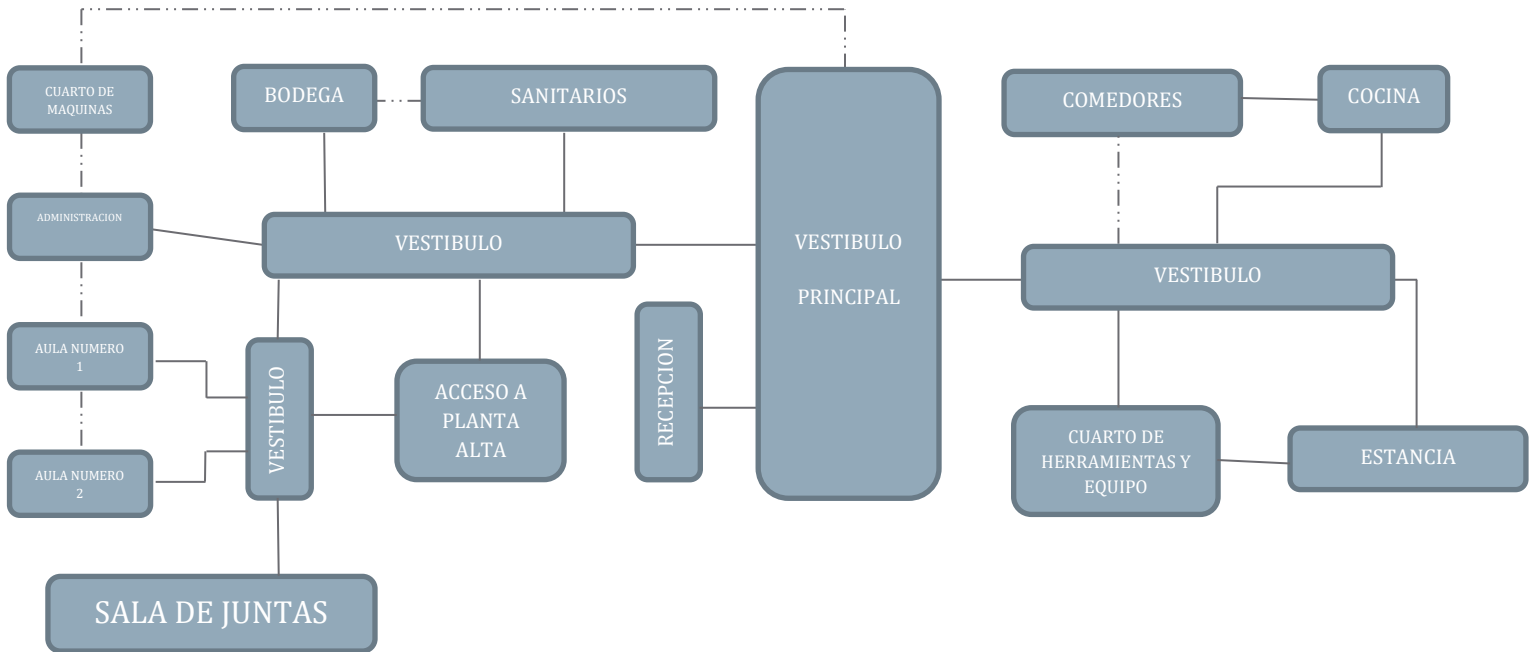 CUARTO DE
MAQUINAS
BODEGA
SANITARIOS
COMEDORES
COCINA
ADMINISTRACION
VESTIBULO
VESTIBULO
PRINCIPAL
VESTIBULO
AULA NUMERO
1
VESTIBULO
ACCESO A
PLANTA
ALTA
RECEPCION
CUARTO DE
HERRAMIENTAS Y
EQUIPO
ESTANCIA
AULA NUMERO
2
SALA DE JUNTAS